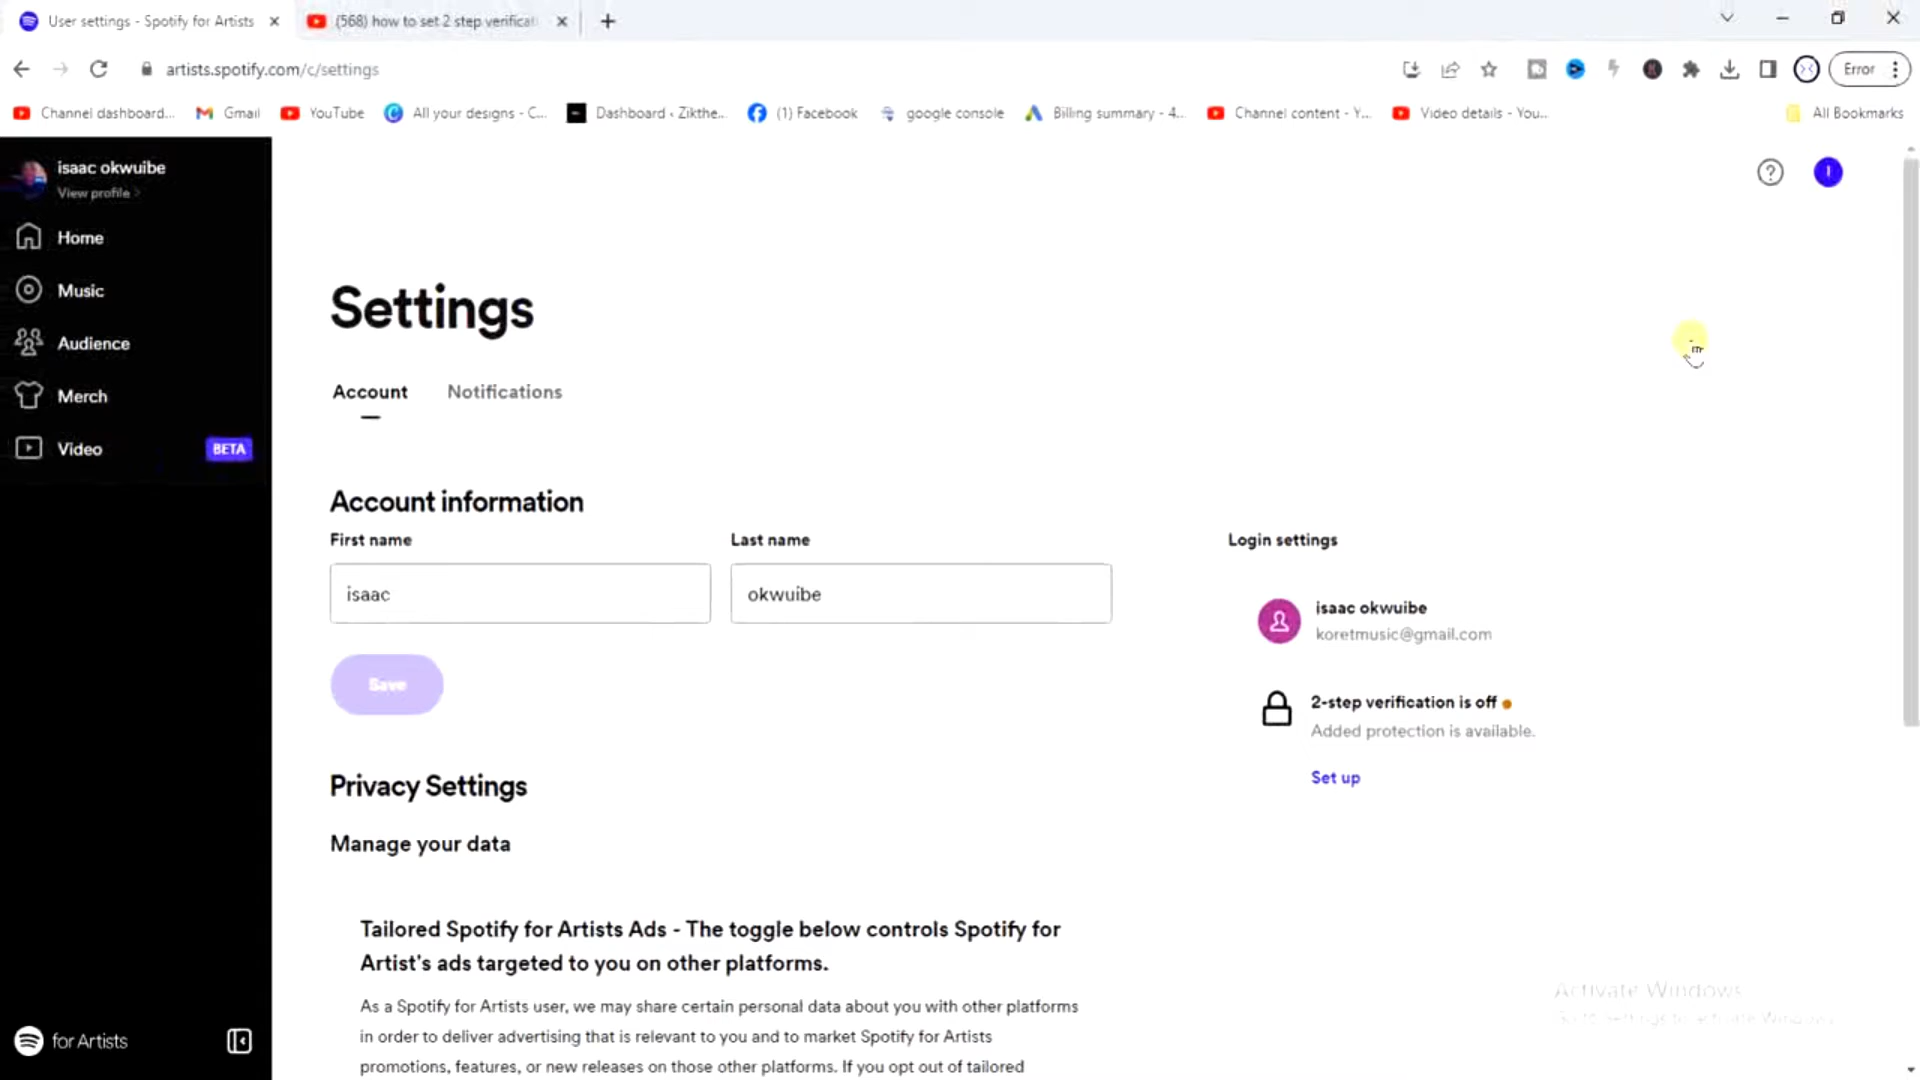 User settings - Spotify for Artists
(568) how to set 2 step verificati
artists.spotify.com/c/settings
Error
Channel dashboard...
Gmail
YouTube
All your designs - C...
Dashboard ‹ Zikthe...
(1) Facebook
google console
Billing summary - 4...
Channel content - Y...
Video details - You...
All Bookmarks
isaac okwuibe
View profile
Home
Music
Audience
Merch
Video
BETA
for Artists
Settings
Account
Notifications
Account information
First name
Last name
isaac
okwuibe
Save
Login settings
isaac okwuibe
koretmusic@gmail.com
2-step verification is off
Added protection is available.
Set up
Privacy Settings
Manage your data
Tailored Spotify for Artists Ads - The toggle below controls Spotify for
Artist's ads targeted to you on other platforms.
As a Spotify for Artists user, we may share certain personal data about you with other platforms
in order to deliver advertising that is relevant to you and to market Spotify for Artists
promotions, features, or new releases on those other platforms. If you opt out of tailored
Activate Windows
Go to Settings to activate Windows.